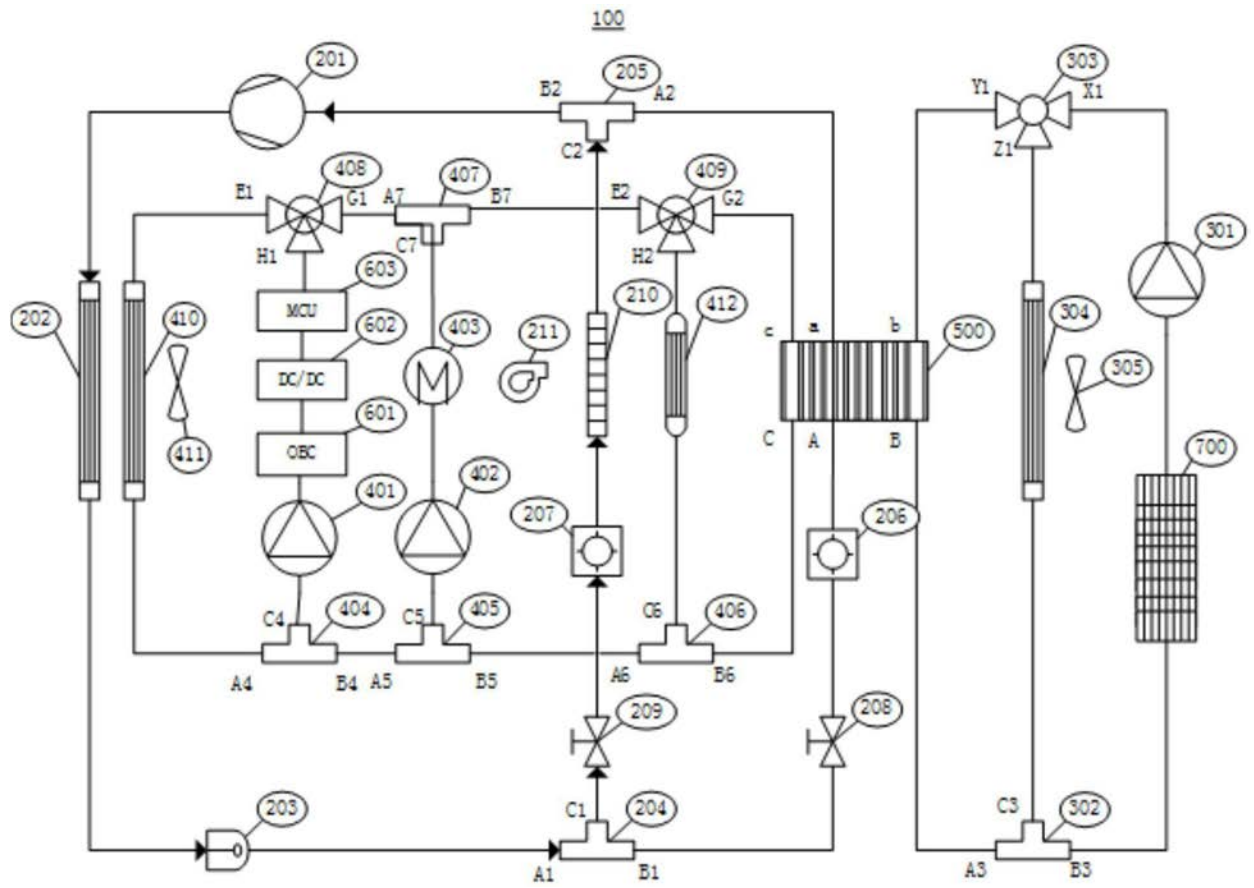 100
201
B2
205
A2
Y1
303
X1
C2
Z1
E1
408
G1
A7
407
B7
E2
409
G2
H1
C7
H2
301
603
MCU
202
410
602
403
211
210
412
c
a
b
500
304
305
DC/DC
601
411
OBC
C
A
B
700
401
402
207
206
C4
404
C5
405
C6
406
A4
B4
A5
B5
A6
B6
209
208
203
C1
204
C3
302
A1
B1
A3
B3